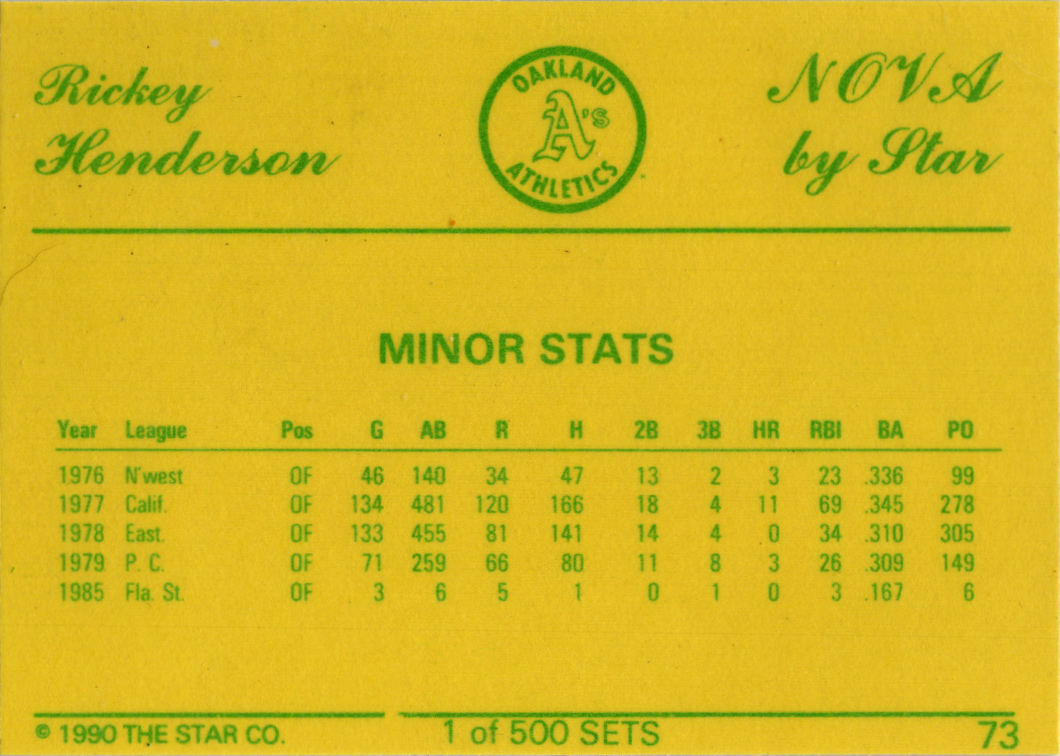 Rickey
Henderson
OAKLAND
A's
ATHLETICS
NOVA
by Star
MINOR STATS
Year League Pos G AB R H 2B 3B HR RBI BA PO
1976 N'west OF 46 140 34 47 13 2 3 23 .336 99
1977 Calif. OF 134 481 120 166 18 4 11 69 .345 278
1978 East. OF 133 455 81 141 14 4 0 34 .310 305
1979 P. C. OF 71 259 66 80 11 8 3 26 .309 149
1985 Fla. St. OF 3 6 5 1 0 1 0 3 .167 6
© 1990 THE STAR CO. 1 of 500 SETS 73